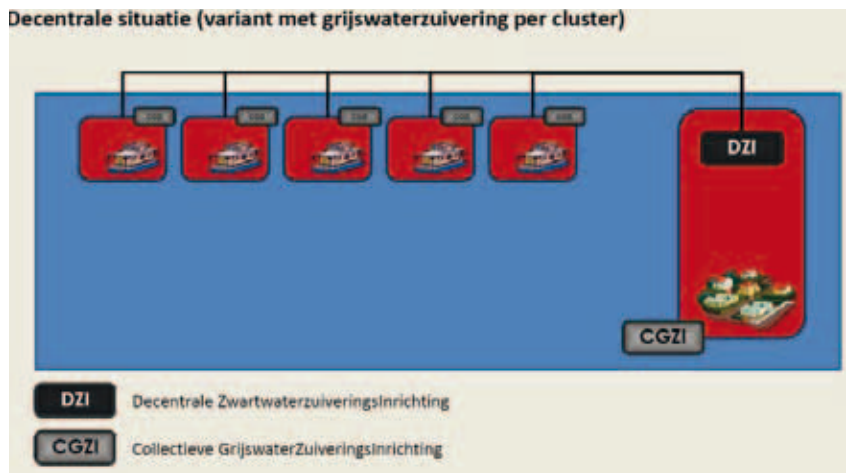 Decentrale situatie (variant met grijswaterzuivering per cluster)
DZI
CGZI
DZI Decentrale ZwartwaterzuiveringsInrichting
CGZI Collectieve GrijswaterZuiveringsInrichting